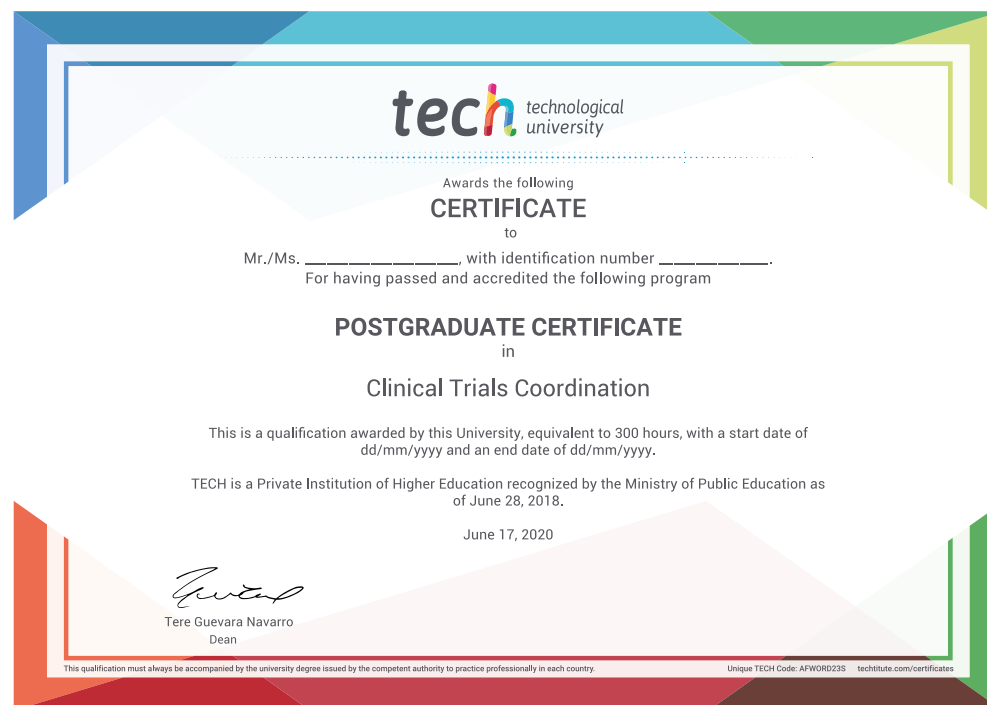 tech technological
university
Awards the following
CERTIFICATE
to
Mr./Ms. ________________, with identification number ____________.
For having passed and accredited the following program
POSTGRADUATE CERTIFICATE
in
Clinical Trials Coordination
This is a qualification awarded by this University, equivalent to 300 hours, with a start date of
dd/mm/yyyy and an end date of dd/mm/yyyy.
TECH is a Private Institution of Higher Education recognized by the Ministry of Public Education as
of June 28, 2018.
June 17, 2020
Tere Guevara Navarro
Dean
This qualification must always be accompanied by the university degree issued by the competent authority to practice professionally in each country. Unique TECH Code: AFWORD23S techtitute.com/certificates